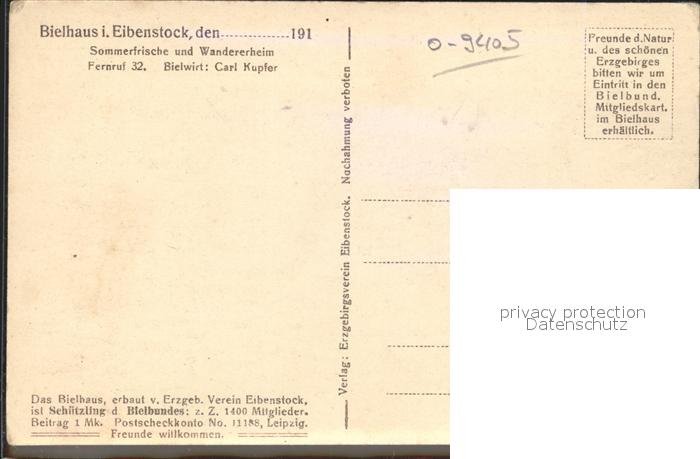 Bielhaus i. Eibenstock, den 191
Sommerfrische und Wandererheim
Fernruf 32. Bielwirt: Carl Kupfer
0-9405
Freunde d. Natur
u. des schönen
Erzgebirges
bitten wir um
Eintritt in den
Bielbund.
Mitgliedskart.
im Bielhaus
erhältlich.
Verlag: Erzgebirgsverein Eibenstock. Nachahmung verboten
privacy protection
Datenschutz
Das Bielhaus, erbaut v. Erzgeb. Verein Eibenstock,
ist Schützling d. Bielbundes: z. Z. 1400 Mitglieder.
Beitrag 1 Mk. Postscheckkonto No. 11188, Leipzig.
Freunde willkommen.